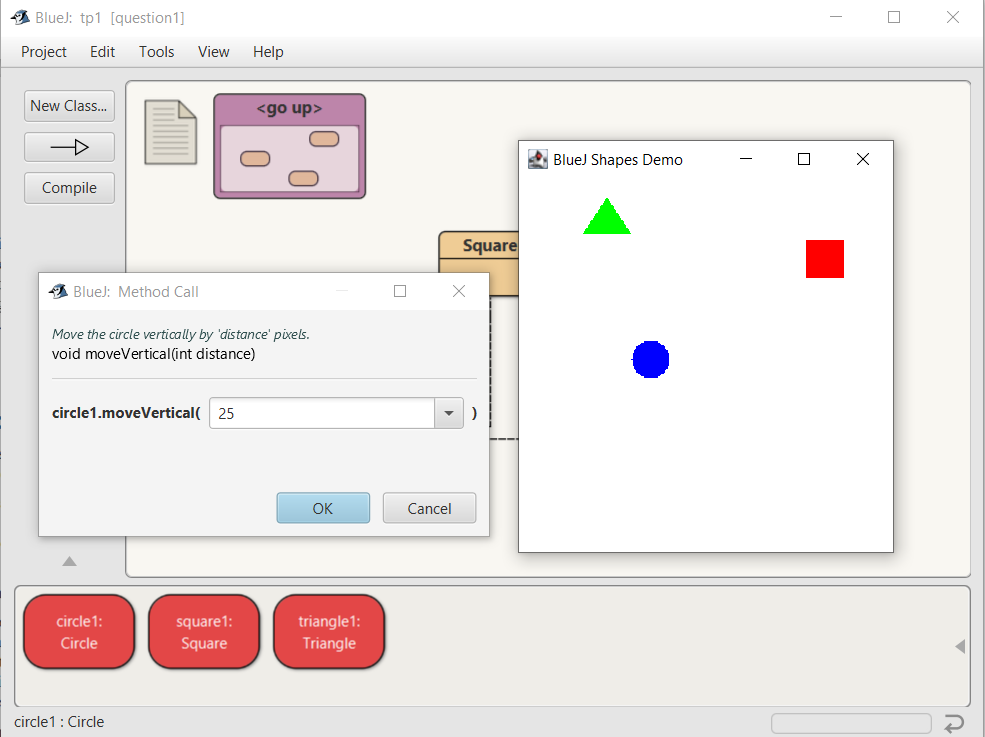 BlueJ:  tp1  [question1]
Project Edit Tools View Help
New Class...
Compile
<go up>
Square
BlueJ Shapes Demo
BlueJ:  Method Call
Move the circle vertically by 'distance' pixels.
void moveVertical(int distance)
circle1.moveVertical( 25 )
OK Cancel
circle1:
Circle
square1:
Square
triangle1:
Triangle
circle1 : Circle